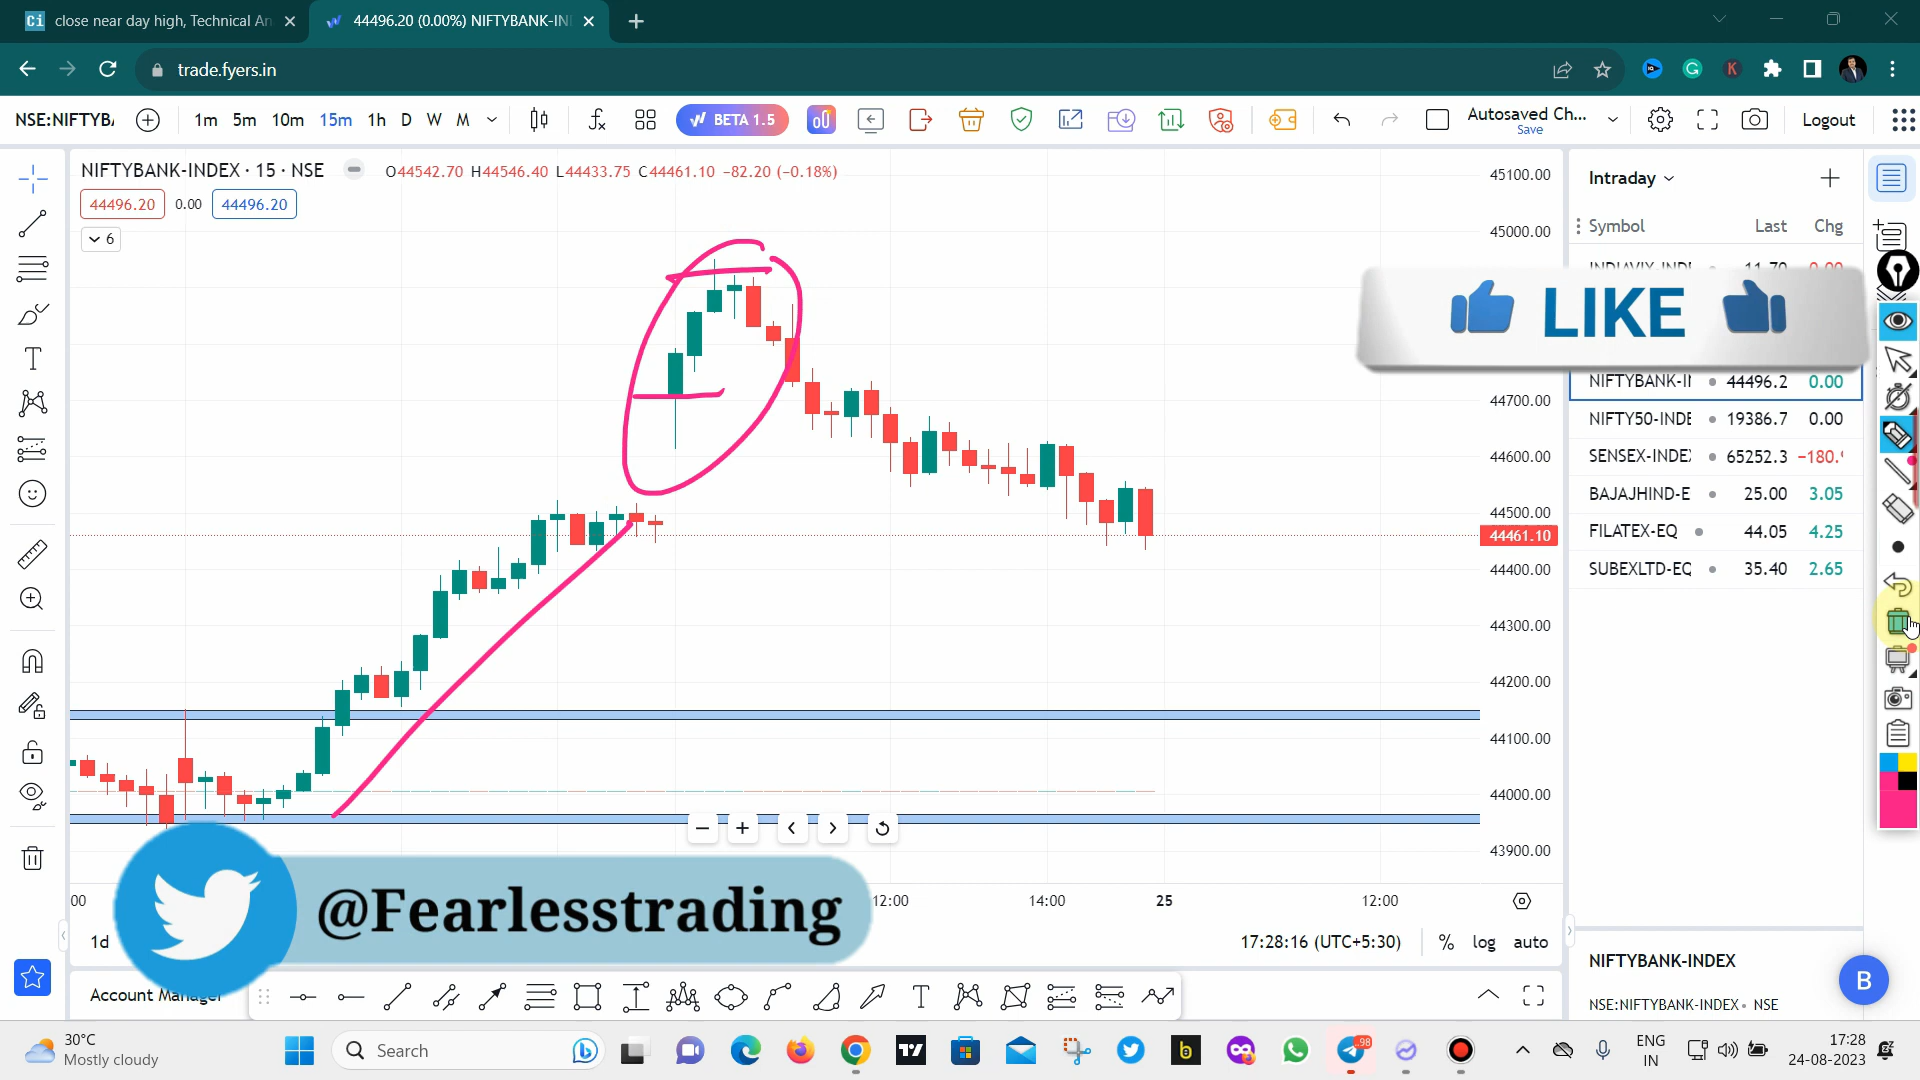 close near day high, Technical An
44496.20 (0.00%) NIFTYBANK-IN
trade.fyers.in
NSE:NIFTYB
1m 5m 10m 15m 1h D W M
BETA 1.5
Autosaved Ch...
Save
Logout
NIFTYBANK-INDEX · 15 · NSE
O44542.70 H44546.40 L44433.75 C44461.10 −82.20 (−0.18%)
44496.20 0.00 44496.20
6
45100.00
45000.00
44700.00
44600.00
44500.00
44461.10
44400.00
44300.00
44200.00
44100.00
44000.00
43900.00
Intraday
Symbol Last Chg
LIKE
NIFTYBANK-I 44496.2 0.00
NIFTY50-INDE 19386.7 0.00
SENSEX-INDE 65252.3 −180.
BAJAJHIND-E 25.00 3.05
FILATEX-EQ 44.05 4.25
SUBEXLTD-EQ 35.40 2.65
@Fearlesstrading
:00 12:00 14:00 25 12:00
1d
17:28:16 (UTC+5:30) % log auto
NIFTYBANK-INDEX
NSE:NIFTYBANK-INDEX • NSE
B
Account Manager
30°C
Mostly cloudy
Search
98
ENG
IN
17:28
24-08-2023